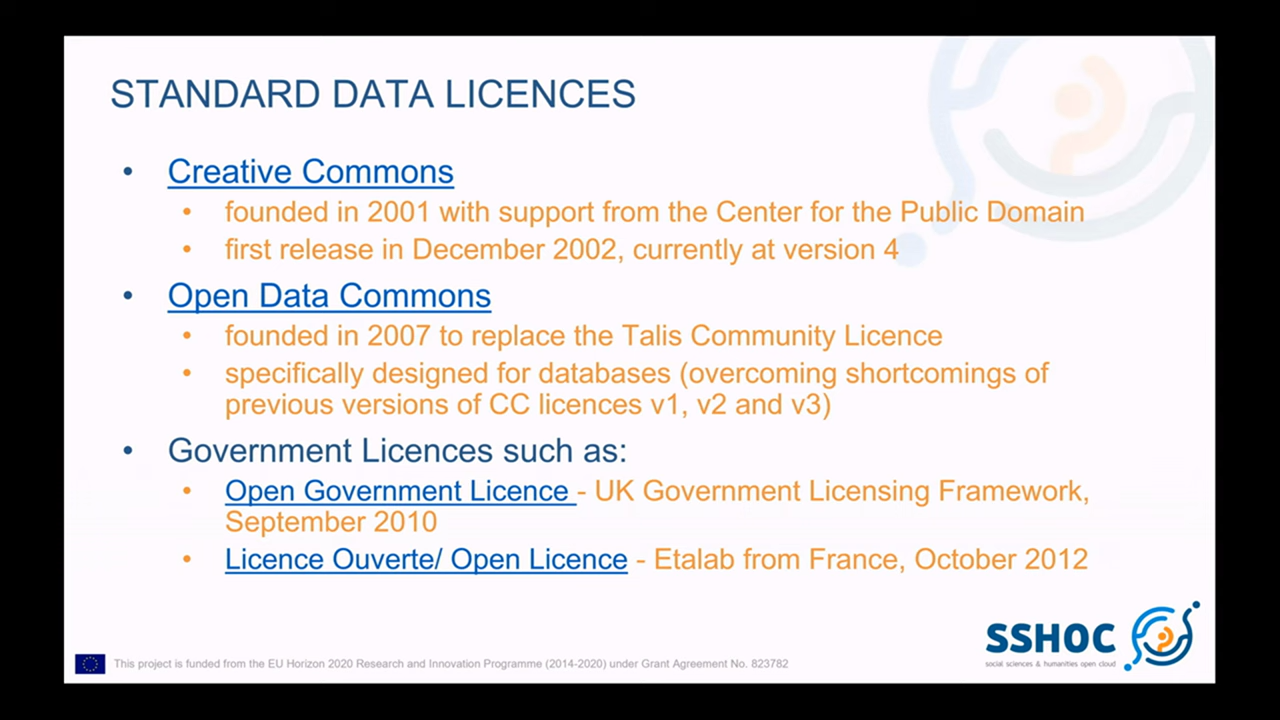 STANDARD DATA LICENCES
• Creative Commons
• founded in 2001 with support from the Center for the Public Domain
• first release in December 2002, currently at version 4
• Open Data Commons
• founded in 2007 to replace the Talis Community Licence
• specifically designed for databases (overcoming shortcomings of
previous versions of CC licences v1, v2 and v3)
• Government Licences such as:
• Open Government Licence - UK Government Licensing Framework,
September 2010
• Licence Ouverte/ Open Licence - Etalab from France, October 2012
SSHOC
social sciences & humanities open cloud
This project is funded from the EU Horizon 2020 Research and Innovation Programme (2014-2020) under Grant Agreement No. 823782